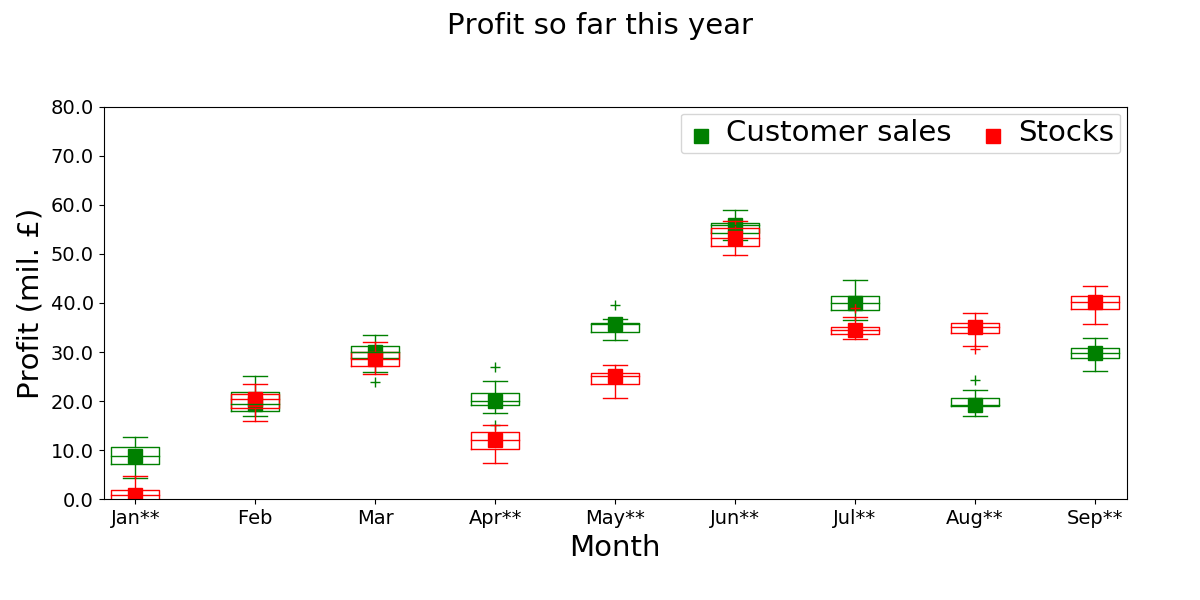 Profit so far this year
Customer sales Stocks
Profit (mil. £)
80.0
70.0
60.0
50.0
40.0
30.0
20.0
10.0
0.0
Jan** Feb Mar Apr** May** Jun** Jul** Aug** Sep**
Month